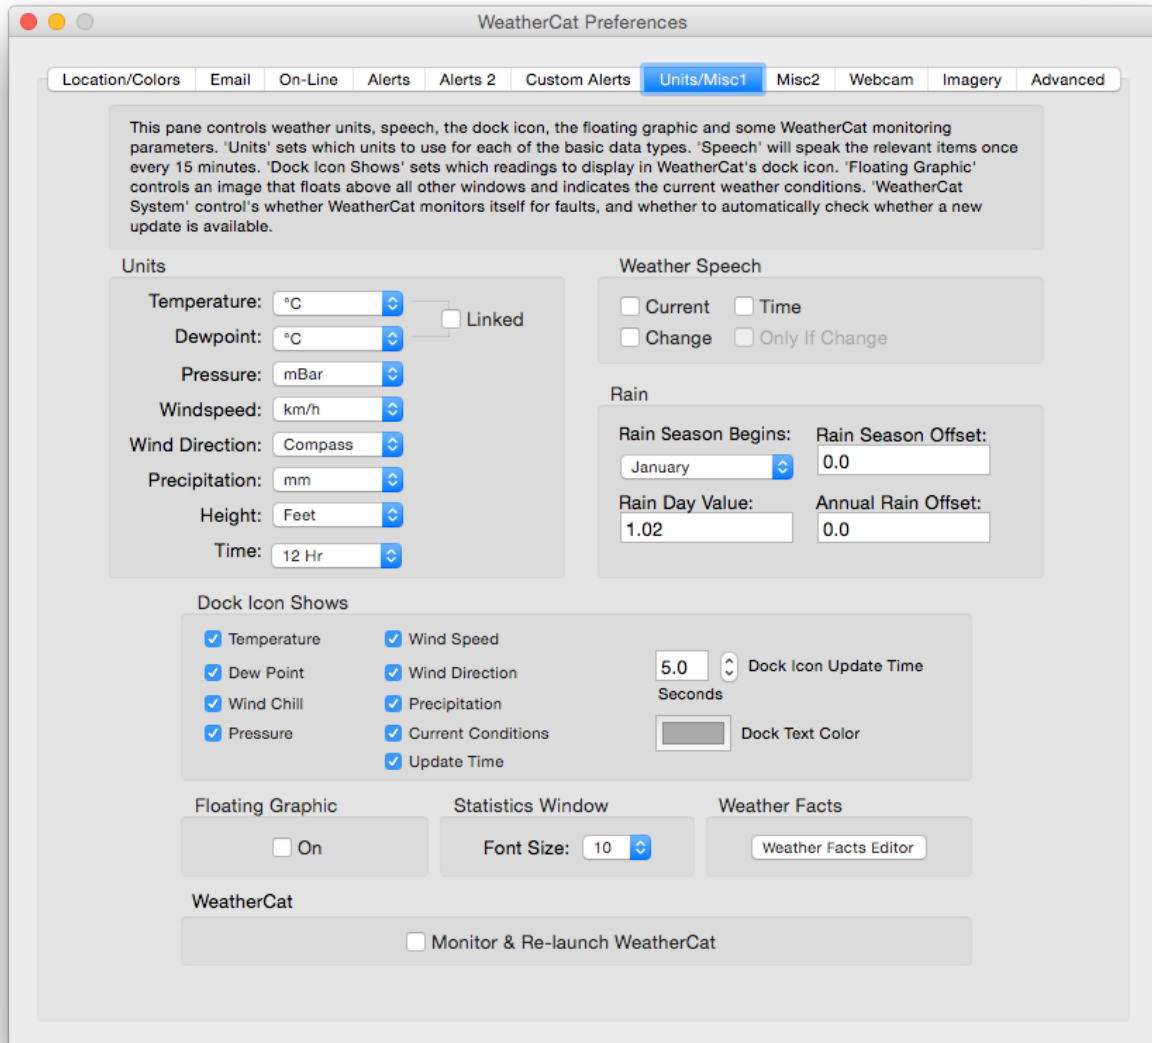 WeatherCat Preferences
Location/Colors Email On-Line Alerts Alerts 2 Custom Alerts Units/Misc1 Misc2 Webcam Imagery Advanced
This pane controls weather units, speech, the dock icon, the floating graphic and some WeatherCat monitoring
parameters. 'Units' sets which units to use for each of the basic data types. 'Speech' will speak the relevant items once
every 15 minutes. 'Dock Icon Shows' sets which readings to display in WeatherCat's dock icon. 'Floating Graphic'
controls an image that floats above all other windows and indicates the current weather conditions. 'WeatherCat
System' control's whether WeatherCat monitors itself for faults, and whether to automatically check whether a new
update is available.
Units
Temperature: °C
Linked
Dewpoint: °C
Pressure: mBar
Windspeed: km/h
Wind Direction: Compass
Precipitation: mm
Height: Feet
Time: 12 Hr
Weather Speech
Current Time
Change Only If Change
Rain
Rain Season Begins: Rain Season Offset:
January 0.0
Rain Day Value: Annual Rain Offset:
1.02 0.0
Dock Icon Shows
Temperature Wind Speed
Dew Point Wind Direction
Wind Chill Precipitation
Pressure Current Conditions
Update Time
5.0 Dock Icon Update Time
Seconds
Dock Text Color
Floating Graphic
On
Statistics Window
Font Size: 10
Weather Facts
Weather Facts Editor
WeatherCat
Monitor & Re-launch WeatherCat